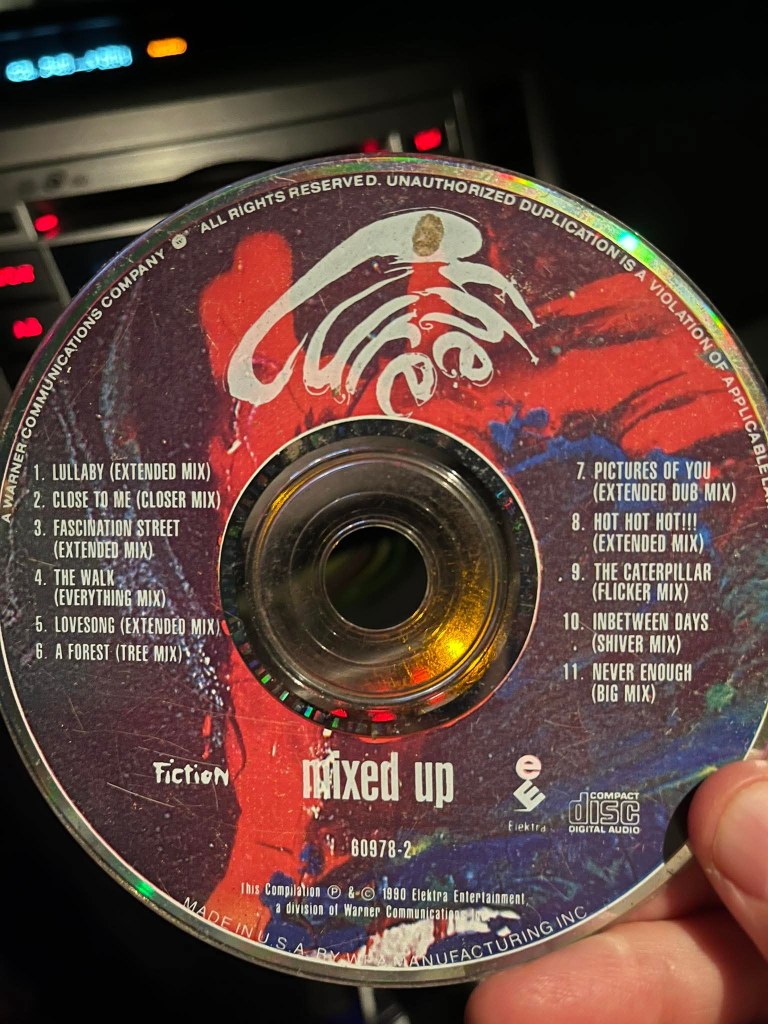 A WARNER COMMUNICATIONS COMPANY ALL RIGHTS RESERVED. UNAUTHORIZED DUPLICATION IS A VIOLATION OF APPLICABLE
Cure
1. LULLABY (EXTENDED MIX)
2. CLOSE TO ME (CLOSER MIX)
3. FASCINATION STREET
(EXTENDED MIX)
4. THE WALK
(EVERYTHING MIX)
5. LOVESONG (EXTENDED MIX)
6. A FOREST (TREE MIX)
7. PICTURES OF YOU
(EXTENDED DUB MIX)
8. HOT HOT HOT!!!
(EXTENDED MIX)
9. THE CATERPILLAR
(FLICKER MIX)
10. INBETWEEN DAYS
(SHIVER MIX)
11. NEVER ENOUGH
(BIG MIX)
Fiction
mixed up
e E
Elektra
COMPACT
disc
DIGITAL AUDIO
60978-2
This Compilation ℗ & © 1990 Elektra Entertainment,
a division of Warner Communications
MADE IN U.S.A. BY MANUFACTURING INC